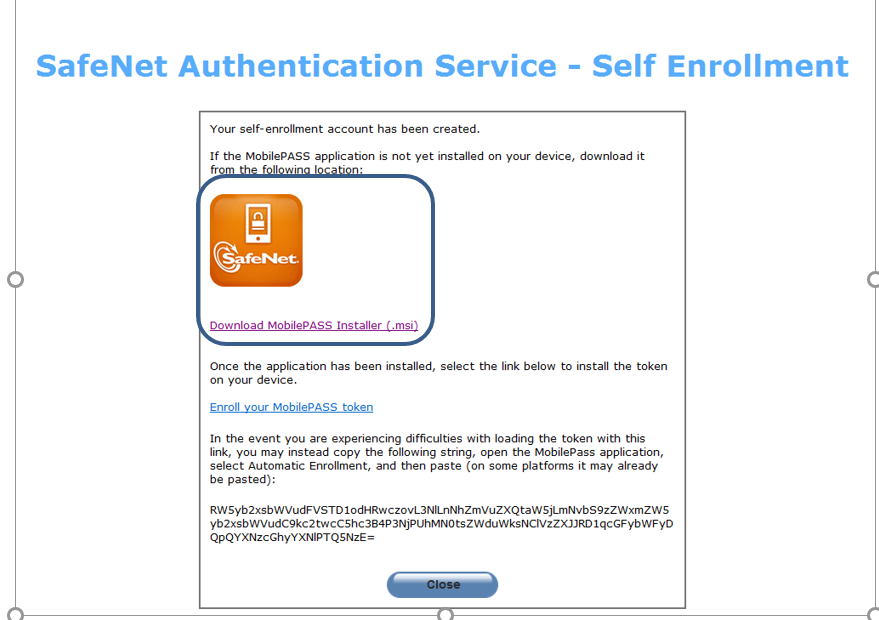 SafeNet Authentication Service - Self Enrollment
Your self-enrollment account has been created.
If the MobilePASS application is not yet installed on your device, download it
from the following location:
SafeNet.
Download MobilePASS Installer (.msi)
Once the application has been installed, select the link below to install the token
on your device.
Enroll your MobilePASS token
In the event you are experiencing difficulties with loading the token with this
link, you may instead copy the following string, open the MobilePass application,
select Automatic Enrollment, and then paste (on some platforms it may already
be pasted):
RW5yb2xsbWVudFVSTD1odHRwczovL3NlLnNhZmVuZXQtaW5jLmNvbS9zZWxmZW5
yb2xsbWVudC9kc2twcC5hc3B4P3NjPUhMN0tsZWduWksNClVzZXJJRD1qcGFybWFyD
QpQYXNzcGhyYXNlPTQ5NzE=
Close